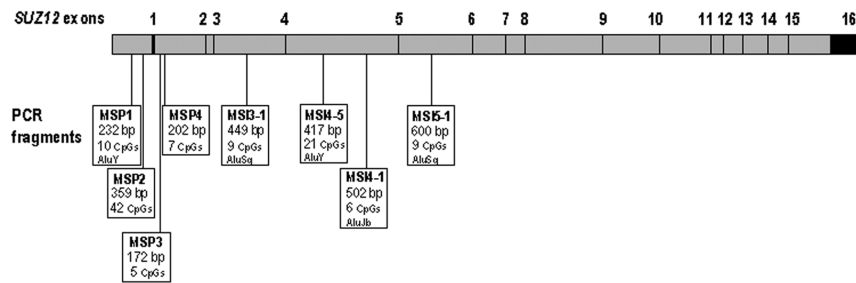 SUZ12 exons 1 2 3 4 5 6 7 8 9 10 11 12 13 14 15 16
PCR
fragments
MSP1
232 bp
10 CpGs
AluY
MSP2
359 bp
42 CpGs
MSP3
172 bp
5 CpGs
MSP4
202 bp
7 CpGs
MSI3-1
449 bp
9 CpGs
AluSq
MSI4-5
417 bp
21 CpGs
AluY
MSI4-1
502 bp
6 CpGs
AluJb
MSI5-1
600 bp
9 CpGs
AluSq